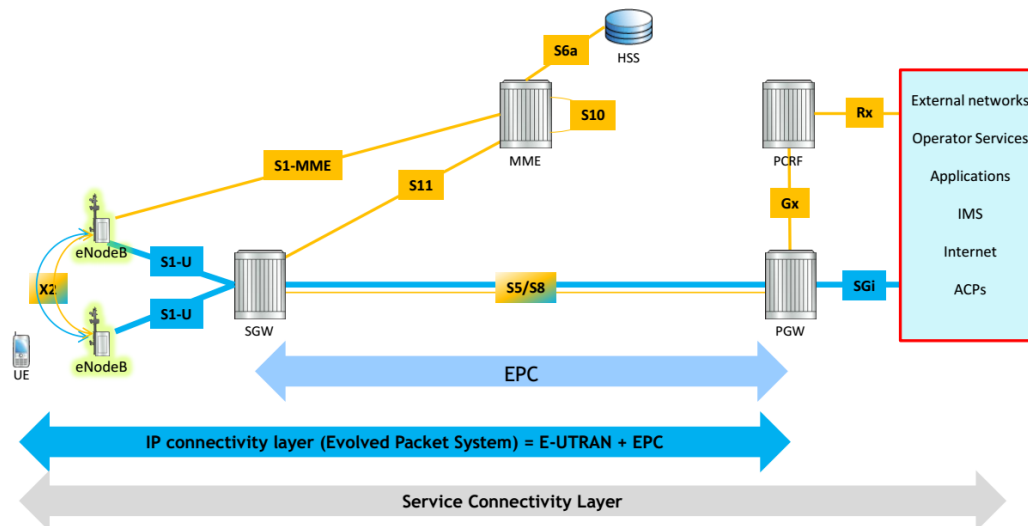 S6a
HSS
S10
MME
Rx
PCRF
External networks
Operator Services
Applications
IMS
Internet
ACPs
S1-MME
S11
Gx
eNodeB
S1-U
X2
S5/S8
SGi
S1-U
SGW
PGW
eNodeB
UE
EPC
IP connectivity layer (Evolved Packet System) = E-UTRAN + EPC
Service Connectivity Layer